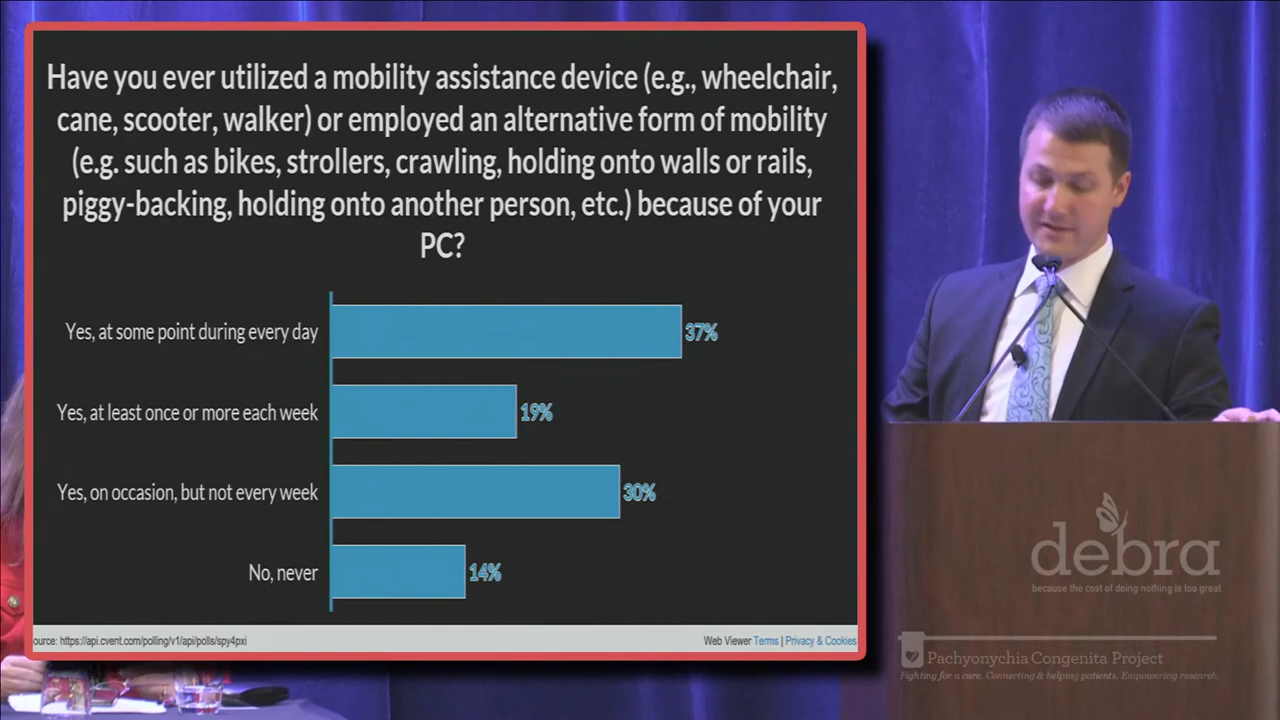 Have you ever utilized a mobility assistance device (e.g., wheelchair,
cane, scooter, walker) or employed an alternative form of mobility
(e.g. such as bikes, strollers, crawling, holding onto walls or rails,
piggy-backing, holding onto another person, etc.) because of your
PC?
Yes, at some point during every day 37%
Yes, at least once or more each week 19%
Yes, on occasion, but not every week 30%
No, never 14%
ource: https://api.cvent.com/polling/v1/api/polls/spy4pxi Web Viewer Terms | Privacy & Cookies
debra
because the cost of doing nothing is too great
Pachyonychia Congenita Project
Fighting for a cure. Connecting & helping patients. Empowering research.